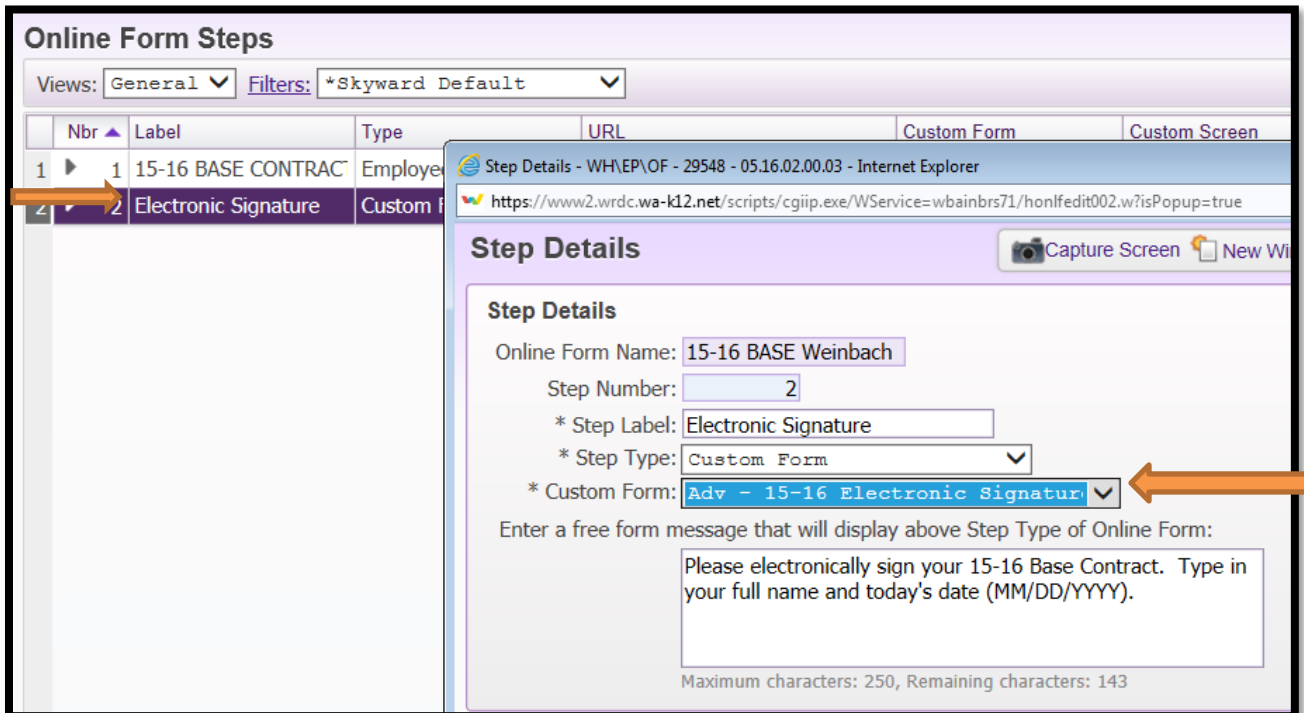 Online Form Steps
Views: General Filters: *Skyward Default
Nbr Label Type URL Custom Form Custom Screen
1 1 15-16 BASE CONTRACT Employee
2 2 Electronic Signature Custom F
Step Details - WH\EP\OF - 29548 - 05.16.02.00.03 - Internet Explorer
https://www2.wrdc.wa-k12.net/scripts/cgiip.exe/WService=wbainbrs71/honlfedit002.w?isPopup=true
Step Details
Capture Screen New Wi
Step Details
Online Form Name: 15-16 BASE Weinbach
Step Number: 2
* Step Label: Electronic Signature
* Step Type: Custom Form
* Custom Form: Adv - 15-16 Electronic Signatur
Enter a free form message that will display above Step Type of Online Form:
Please electronically sign your 15-16 Base Contract. Type in
your full name and today's date (MM/DD/YYYY).
Maximum characters: 250, Remaining characters: 143